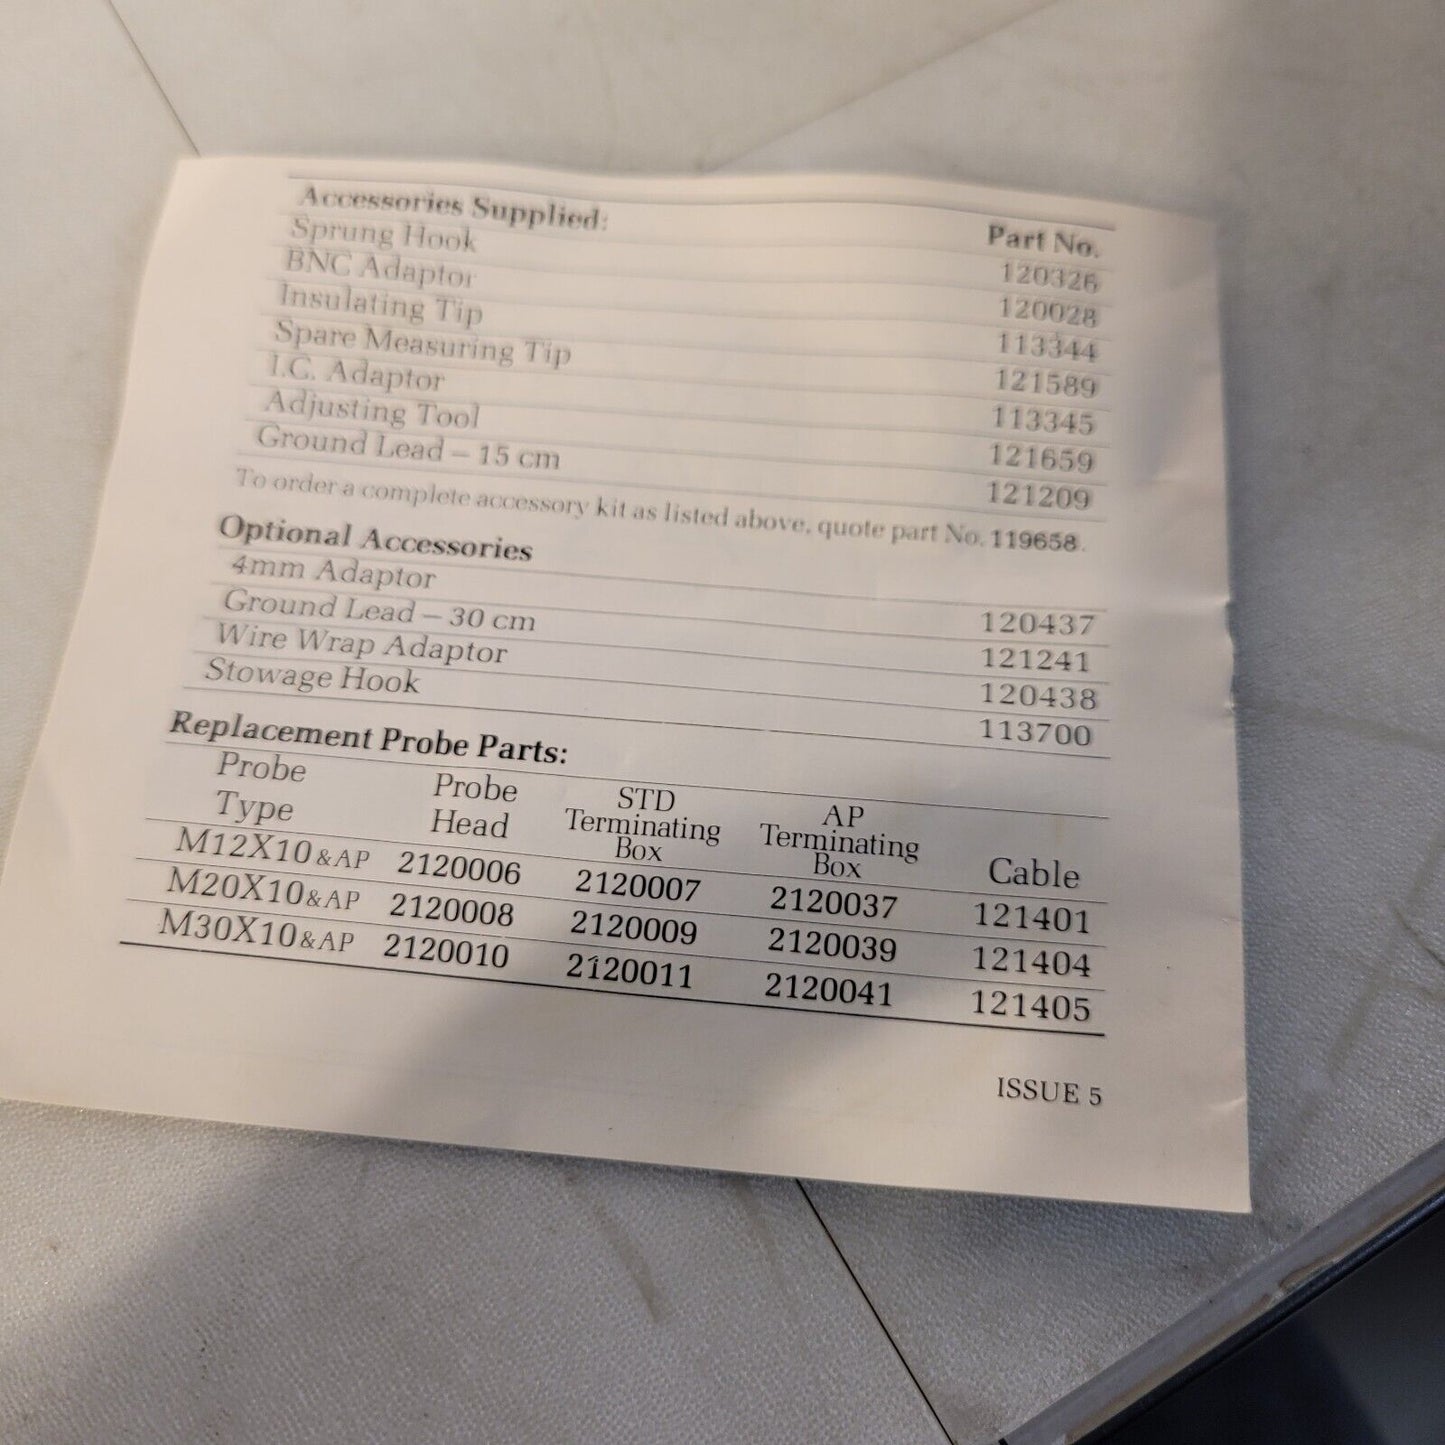 Accessories Supplied: Part No.
Sprung Hook 120326
BNC Adaptor 120028
Insulating Tip 113344
Spare Measuring Tip 121589
I.C. Adaptor 113345
Adjusting Tool 121659
Ground Lead – 15 cm 121209
To order a complete accessory kit as listed above, quote part No. 119658.
Optional Accessories
4mm Adaptor 120437
Ground Lead – 30 cm 121241
Wire Wrap Adaptor 120438
Stowage Hook 113700
Replacement Probe Parts:
Probe Type Probe Head STD Terminating Box AP Terminating Box Cable
M12X10 & AP 2120006 2120007 2120037 121401
M20X10 & AP 2120008 2120009 2120039 121404
M30X10 & AP 2120010 2120011 2120041 121405
ISSUE 5